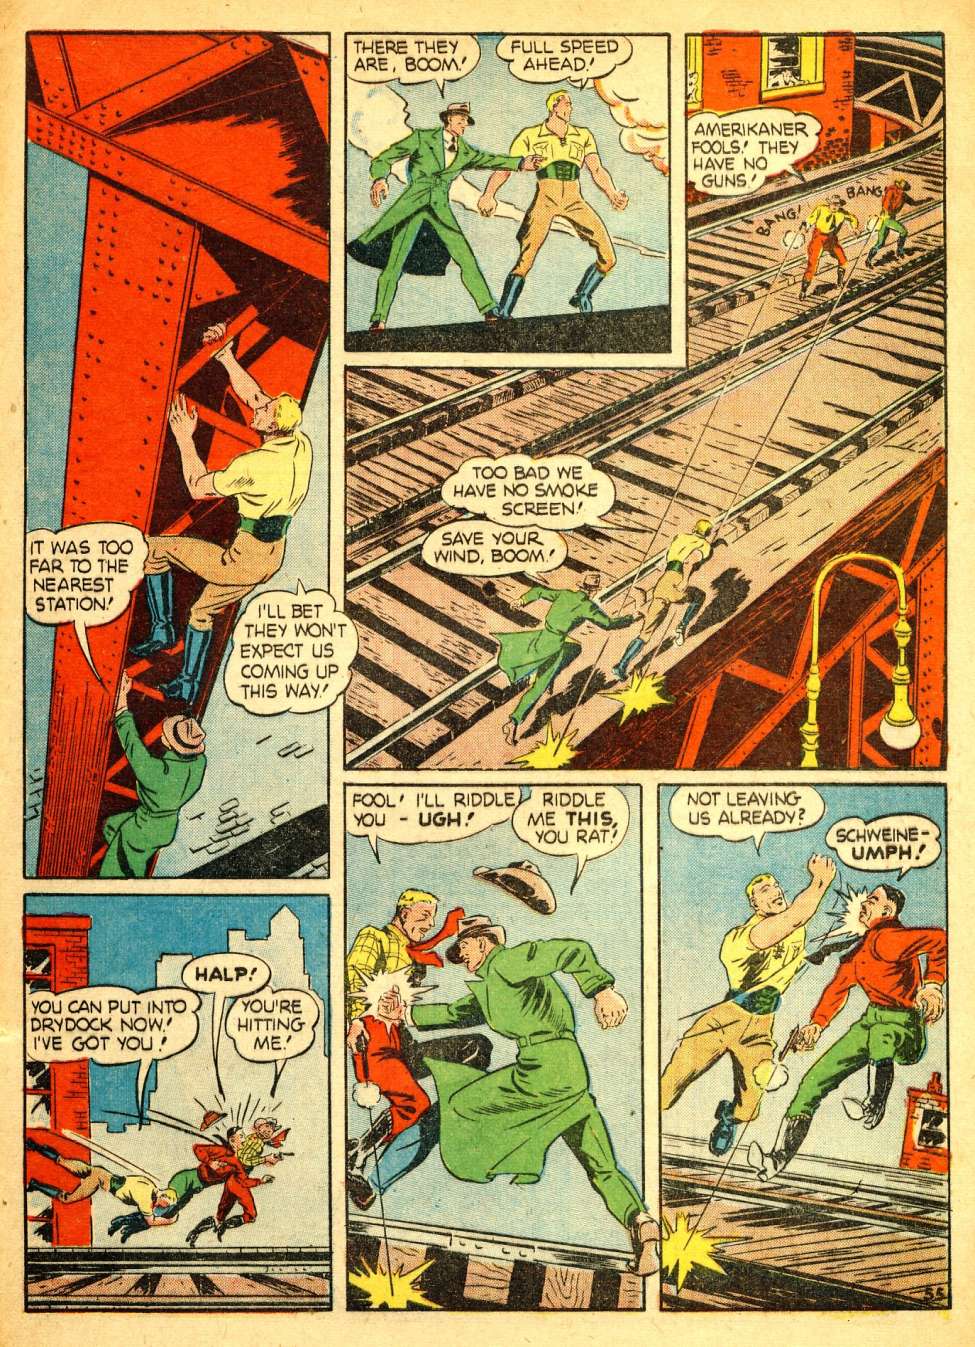 IT WAS TOO
FAR TO THE
NEAREST
STATION!
I'LL BET
THEY WON'T
EXPECT US
COMING UP
THIS WAY!
THERE THEY
ARE, BOOM!
FULL SPEED
AHEAD!
AMERIKANER
FOOLS! THEY
HAVE NO
GUNS!
BANG!
BANG!
TOO BAD WE
HAVE NO SMOKE
SCREEN!
SAVE YOUR
WIND, BOOM!
YOU CAN PUT INTO
DRYDOCK NOW!
I'VE GOT YOU!
HALP!
YOU'RE
HITTING
ME!
FOOL! I'LL RIDDLE
YOU - UGH!
RIDDLE
ME THIS,
YOU RAT!
NOT LEAVING
US ALREADY?
SCHWEINE-
UMPH!
55